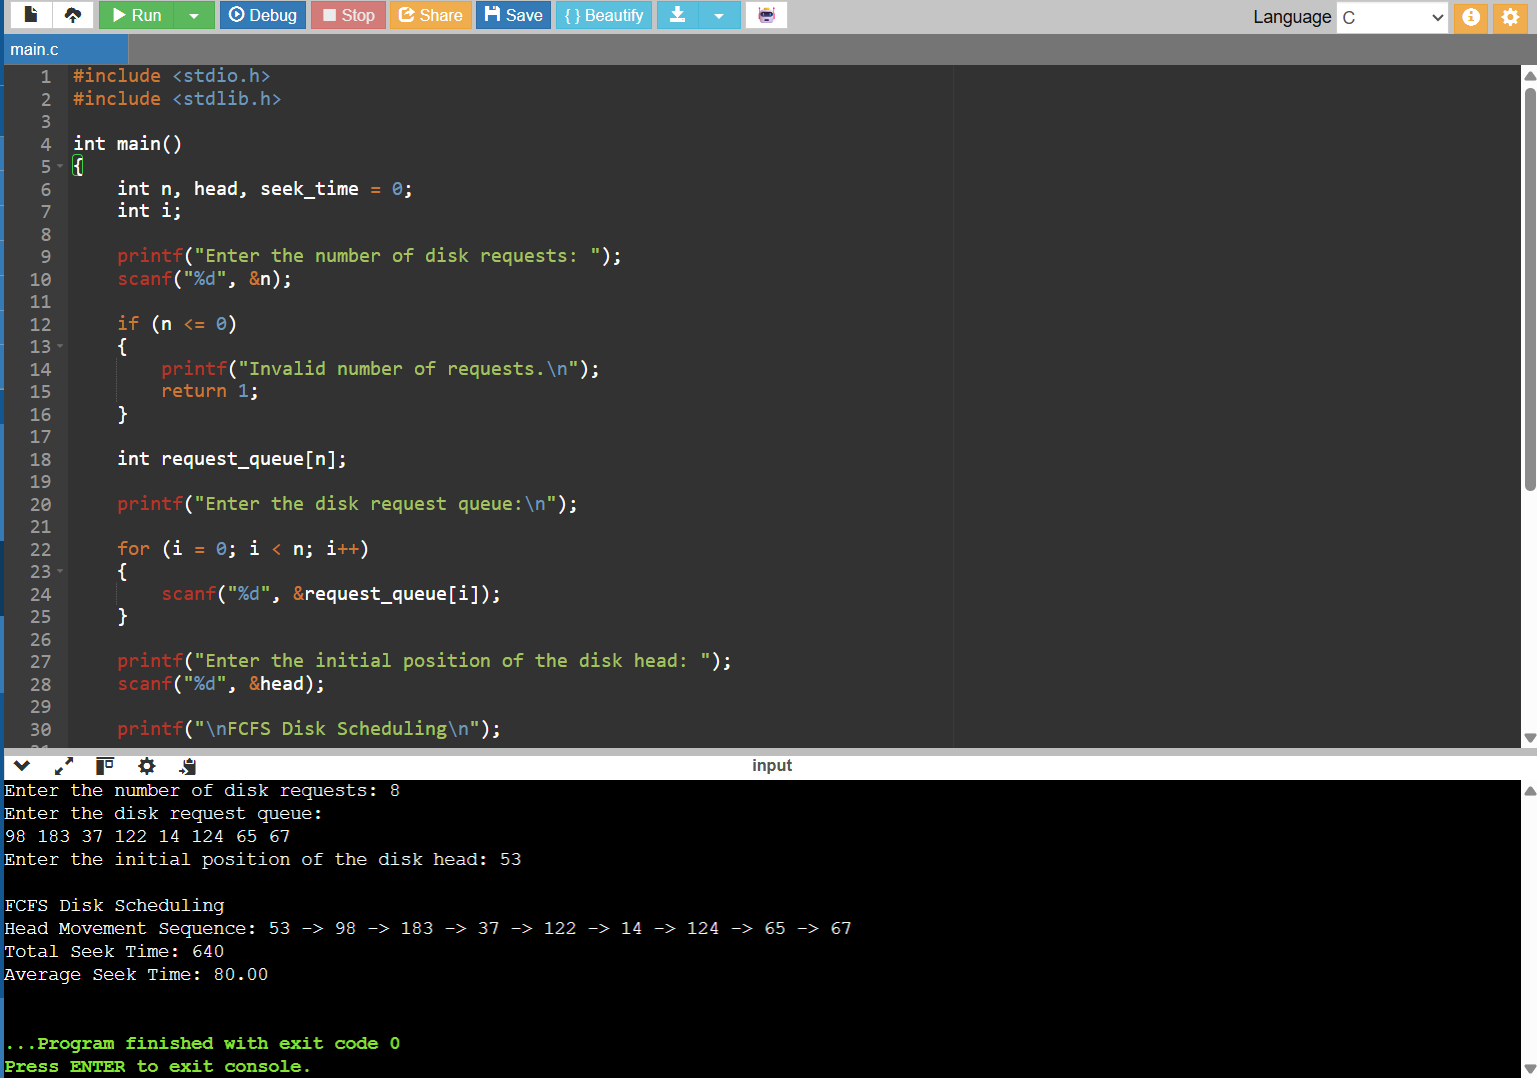 Run Debug Stop Share Save { } Beautify Language C
main.c
1 #include <stdio.h>
2 #include <stdlib.h>
3
4 int main()
5 {
6     int n, head, seek_time = 0;
7     int i;
8
9     printf("Enter the number of disk requests: ");
10     scanf("%d", &n);
11
12     if (n <= 0)
13     {
14         printf("Invalid number of requests.\n");
15         return 1;
16     }
17
18     int request_queue[n];
19
20     printf("Enter the disk request queue:\n");
21
22     for (i = 0; i < n; i++)
23     {
24         scanf("%d", &request_queue[i]);
25     }
26
27     printf("Enter the initial position of the disk head: ");
28     scanf("%d", &head);
29
30     printf("\nFCFS Disk Scheduling\n");
input
Enter the number of disk requests: 8
Enter the disk request queue:
98 183 37 122 14 124 65 67
Enter the initial position of the disk head: 53
FCFS Disk Scheduling
Head Movement Sequence: 53 -> 98 -> 183 -> 37 -> 122 -> 14 -> 124 -> 65 -> 67
Total Seek Time: 640
Average Seek Time: 80.00
...Program finished with exit code 0
Press ENTER to exit console.